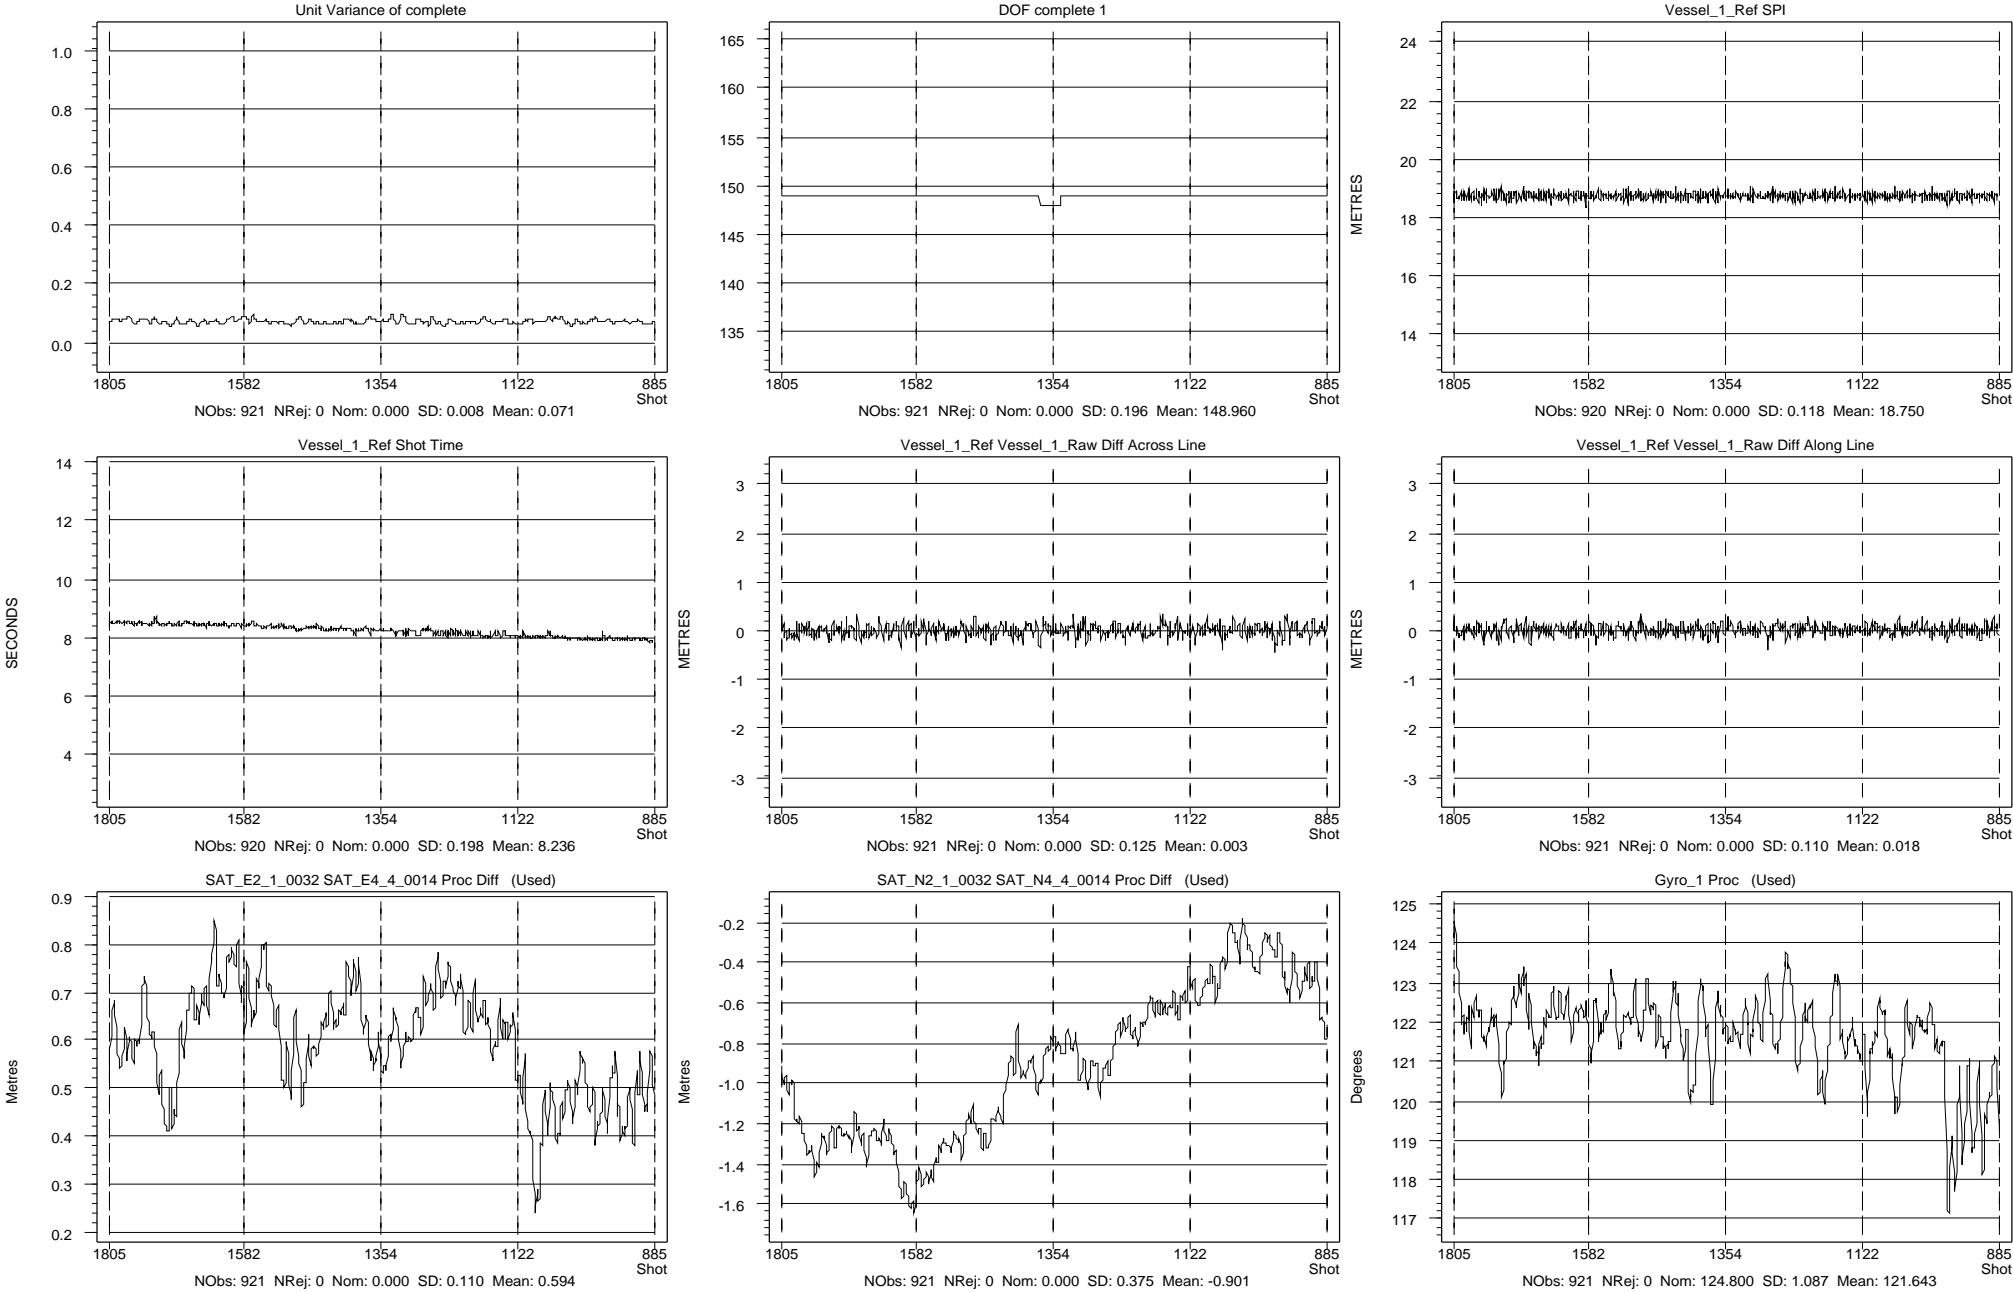 Unit Variance of complete
1.0
0.8
0.6
0.4
0.2
0.0
1805 1582 1354 1122 885
Shot
NObs: 921 NRej: 0 Nom: 0.000 SD: 0.008 Mean: 0.071
DOF complete 1
165
160
155
150
145
140
135
1805 1582 1354 1122 885
Shot
NObs: 921 NRej: 0 Nom: 0.000 SD: 0.196 Mean: 148.960
Vessel_1_Ref SPI
METRES
24
22
20
18
16
14
1805 1582 1354 1122 885
Shot
NObs: 920 NRej: 0 Nom: 0.000 SD: 0.118 Mean: 18.750
Vessel_1_Ref Shot Time
SECONDS
14
12
10
8
6
4
1805 1582 1354 1122 885
Shot
NObs: 920 NRej: 0 Nom: 0.000 SD: 0.198 Mean: 8.236
Vessel_1_Ref Vessel_1_Raw Diff Across Line
METRES
3
2
1
0
-1
-2
-3
1805 1582 1354 1122 885
Shot
NObs: 921 NRej: 0 Nom: 0.000 SD: 0.125 Mean: 0.003
Vessel_1_Ref Vessel_1_Raw Diff Along Line
METRES
3
2
1
0
-1
-2
-3
1805 1582 1354 1122 885
Shot
NObs: 921 NRej: 0 Nom: 0.000 SD: 0.110 Mean: 0.018
SAT_E2_1_0032 SAT_E4_4_0014 Proc Diff (Used)
Metres
0.9
0.8
0.7
0.6
0.5
0.4
0.3
0.2
1805 1582 1354 1122 885
Shot
NObs: 921 NRej: 0 Nom: 0.000 SD: 0.110 Mean: 0.594
SAT_N2_1_0032 SAT_N4_4_0014 Proc Diff (Used)
Metres
-0.2
-0.4
-0.6
-0.8
-1.0
-1.2
-1.4
-1.6
1805 1582 1354 1122 885
Shot
NObs: 921 NRej: 0 Nom: 0.000 SD: 0.375 Mean: -0.901
Gyro_1 Proc (Used)
Degrees
125
124
123
122
121
120
119
118
117
1805 1582 1354 1122 885
Shot
NObs: 921 NRej: 0 Nom: 124.800 SD: 1.087 Mean: 121.643